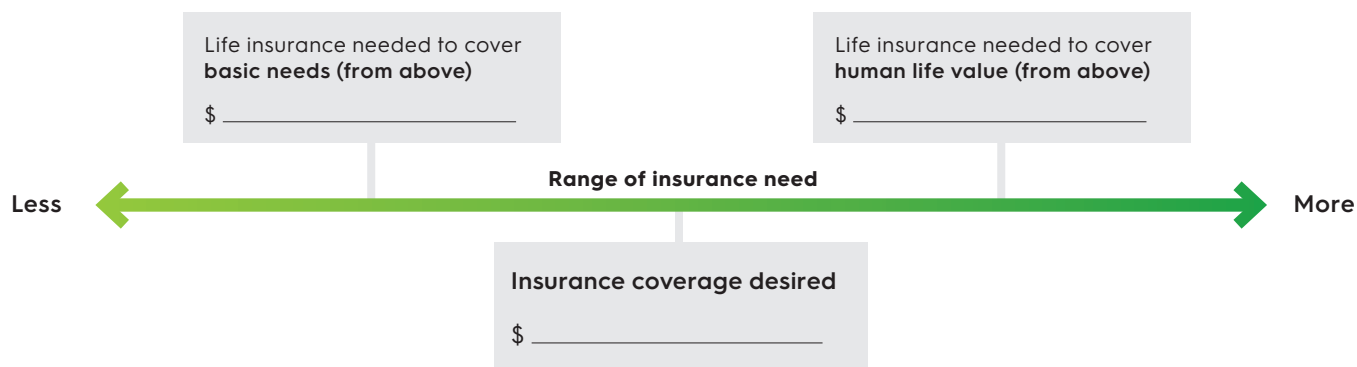 Life insurance needed to cover
basic needs (from above)
$
Life insurance needed to cover
human life value (from above)
$
Range of insurance need
Less
More
Insurance coverage desired
$